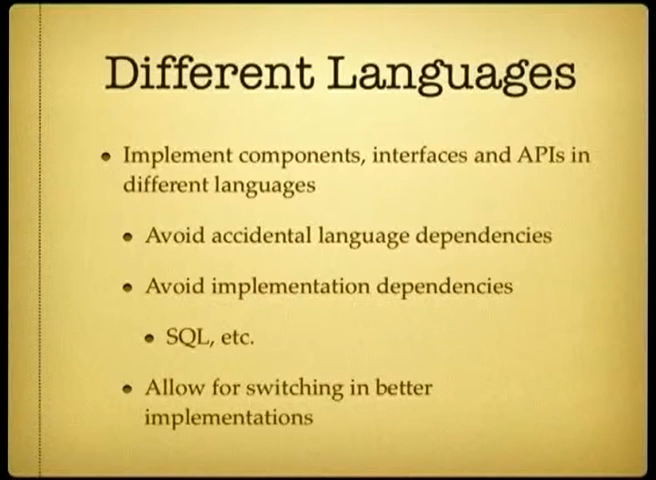 Different Languages
Implement components, interfaces and APIs in
different languages
Avoid accidental language dependencies
Avoid implementation dependencies
SQL, etc.
Allow for switching in better
implementations